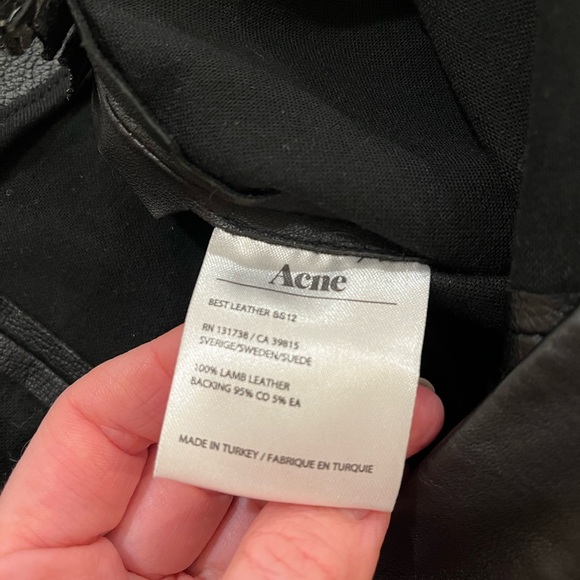 Acne
BEST LEATHER SS12
RN 131738 / CA 39815
SVERIGE/SWEDEN/SUEDE
100% LAMB LEATHER
BACKING 95% CO 5% EA
MADE IN TURKEY / FABRIQUE EN TURQUIE